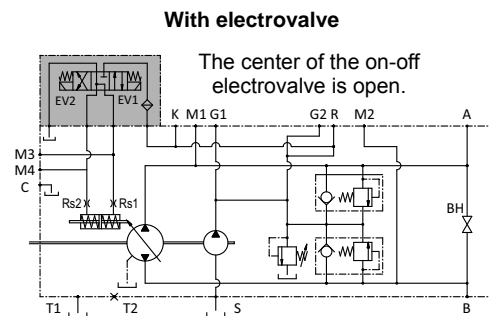 With electrovalve
The center of the on-off
electrovalve is open.
EV2 EV1
K M1 G1 G2 R M2 A
M3
M4
C
Rs2 Rs1
BH
T1 T2 S B